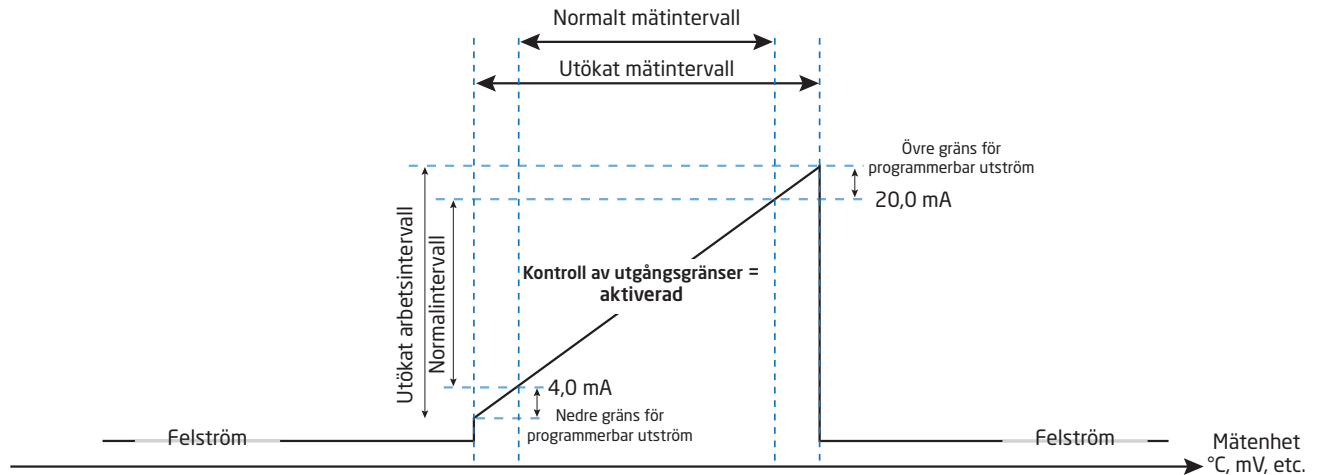 Normalt mätintervall
Utökat mätintervall
Övre gräns för
programmerbar utström
20,0 mA
Utökat arbetsintervall
Normalintervall
Kontroll av utgångsgränser =
aktiverad
4,0 mA
Nedre gräns för
programmerbar utström
Felström
Felström
Mätenhet
°C, mV, etc.